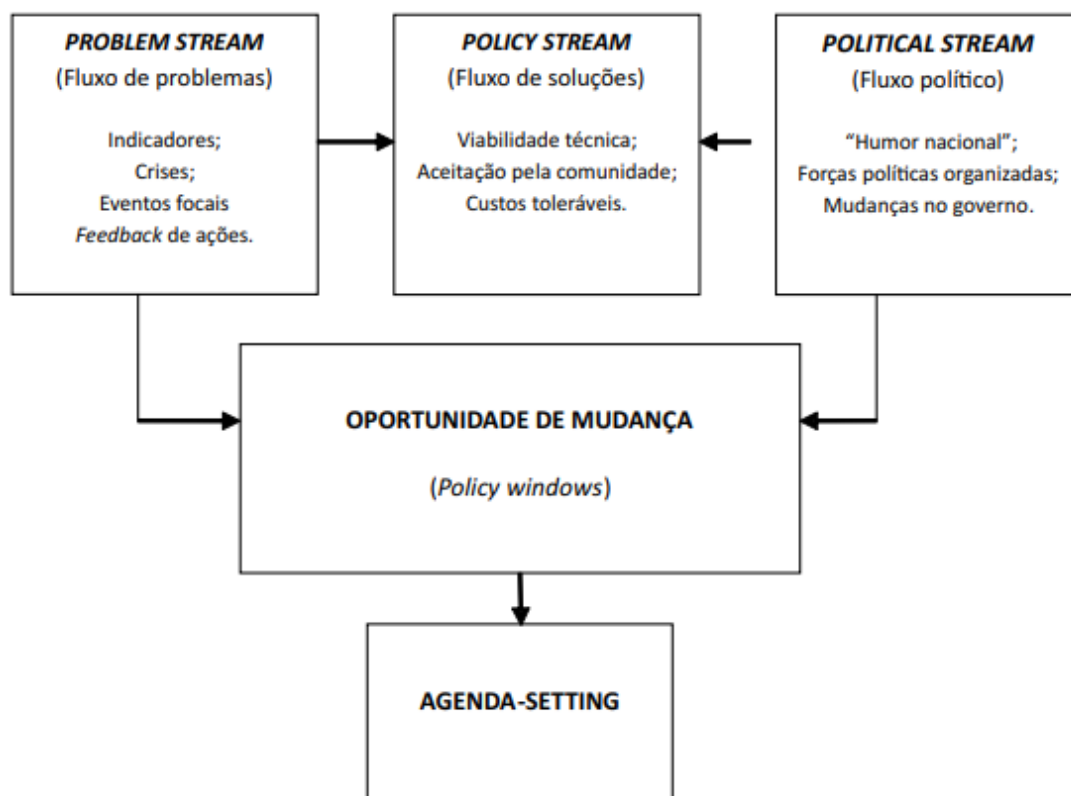 PROBLEM STREAM
(Fluxo de problemas)
Indicadores;
Crises;
Eventos focais
Feedback de ações.
POLICY STREAM
(Fluxo de soluções)
Viabilidade técnica;
Aceitação pela comunidade;
Custos toleráveis.
POLITICAL STREAM
(Fluxo político)
“Humor nacional”;
Forças políticas organizadas;
Mudanças no governo.
OPORTUNIDADE DE MUDANÇA
(Policy windows)
AGENDA-SETTING